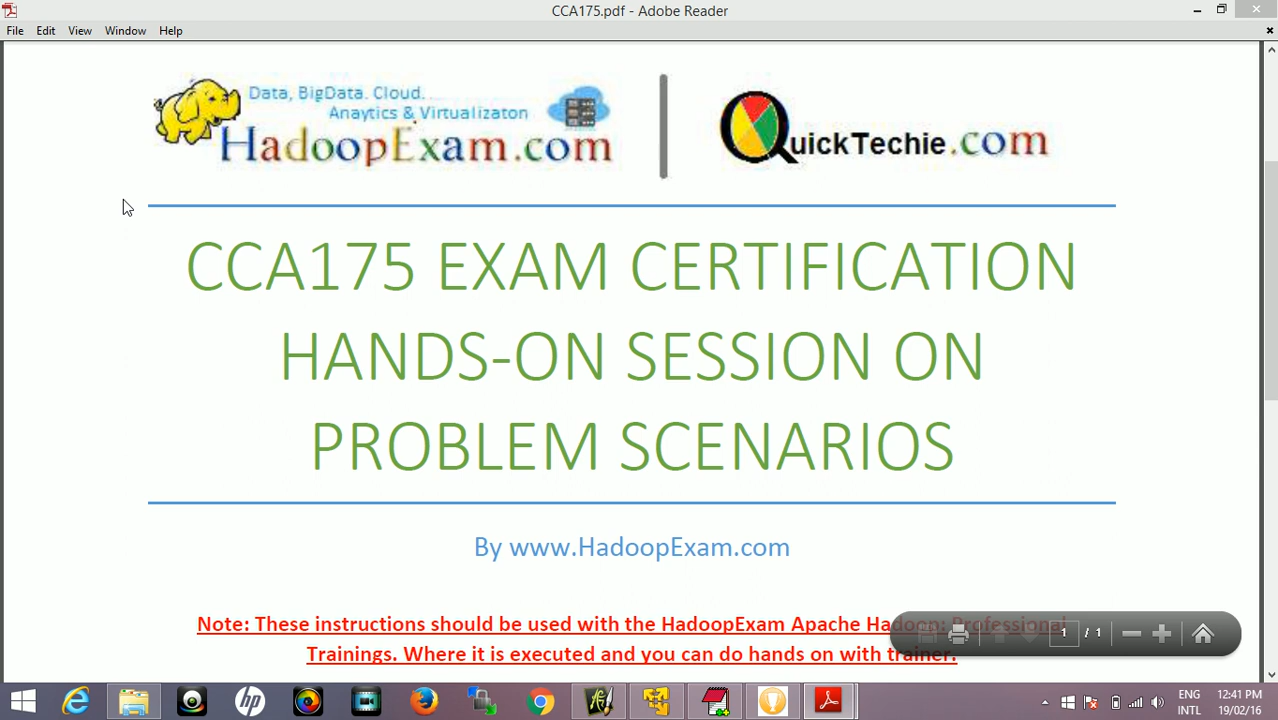 CCA175.pdf - Adobe Reader
File Edit View Window Help
Data, BigData. Cloud.
Anaytics & Virtualizaton
HadoopExam.com
QuickTechie.com
CCA175 EXAM CERTIFICATION
HANDS-ON SESSION ON
PROBLEM SCENARIOS
By www.HadoopExam.com
Note: These instructions should be used with the HadoopExam Apache Hadoop: Professional
Trainings. Where it is executed and you can do hands on with trainer.
1 / 1
ENG 12:41 PM
INTL 19/02/16